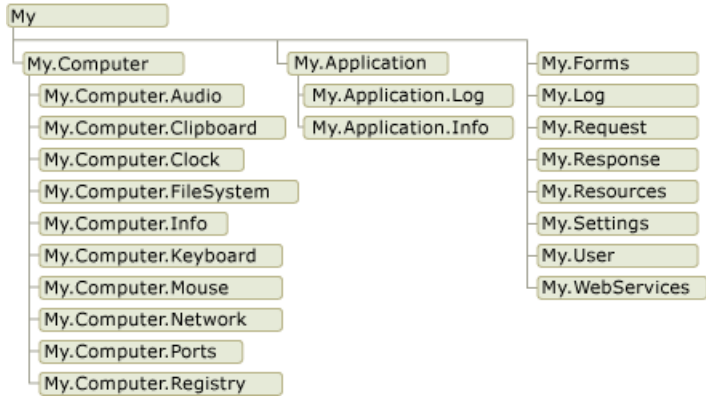 My
My.Computer
My.Computer.Audio
My.Computer.Clipboard
My.Computer.Clock
My.Computer.FileSystem
My.Computer.Info
My.Computer.Keyboard
My.Computer.Mouse
My.Computer.Network
My.Computer.Ports
My.Computer.Registry
My.Application
My.Application.Log
My.Application.Info
My.Forms
My.Log
My.Request
My.Response
My.Resources
My.Settings
My.User
My.WebServices